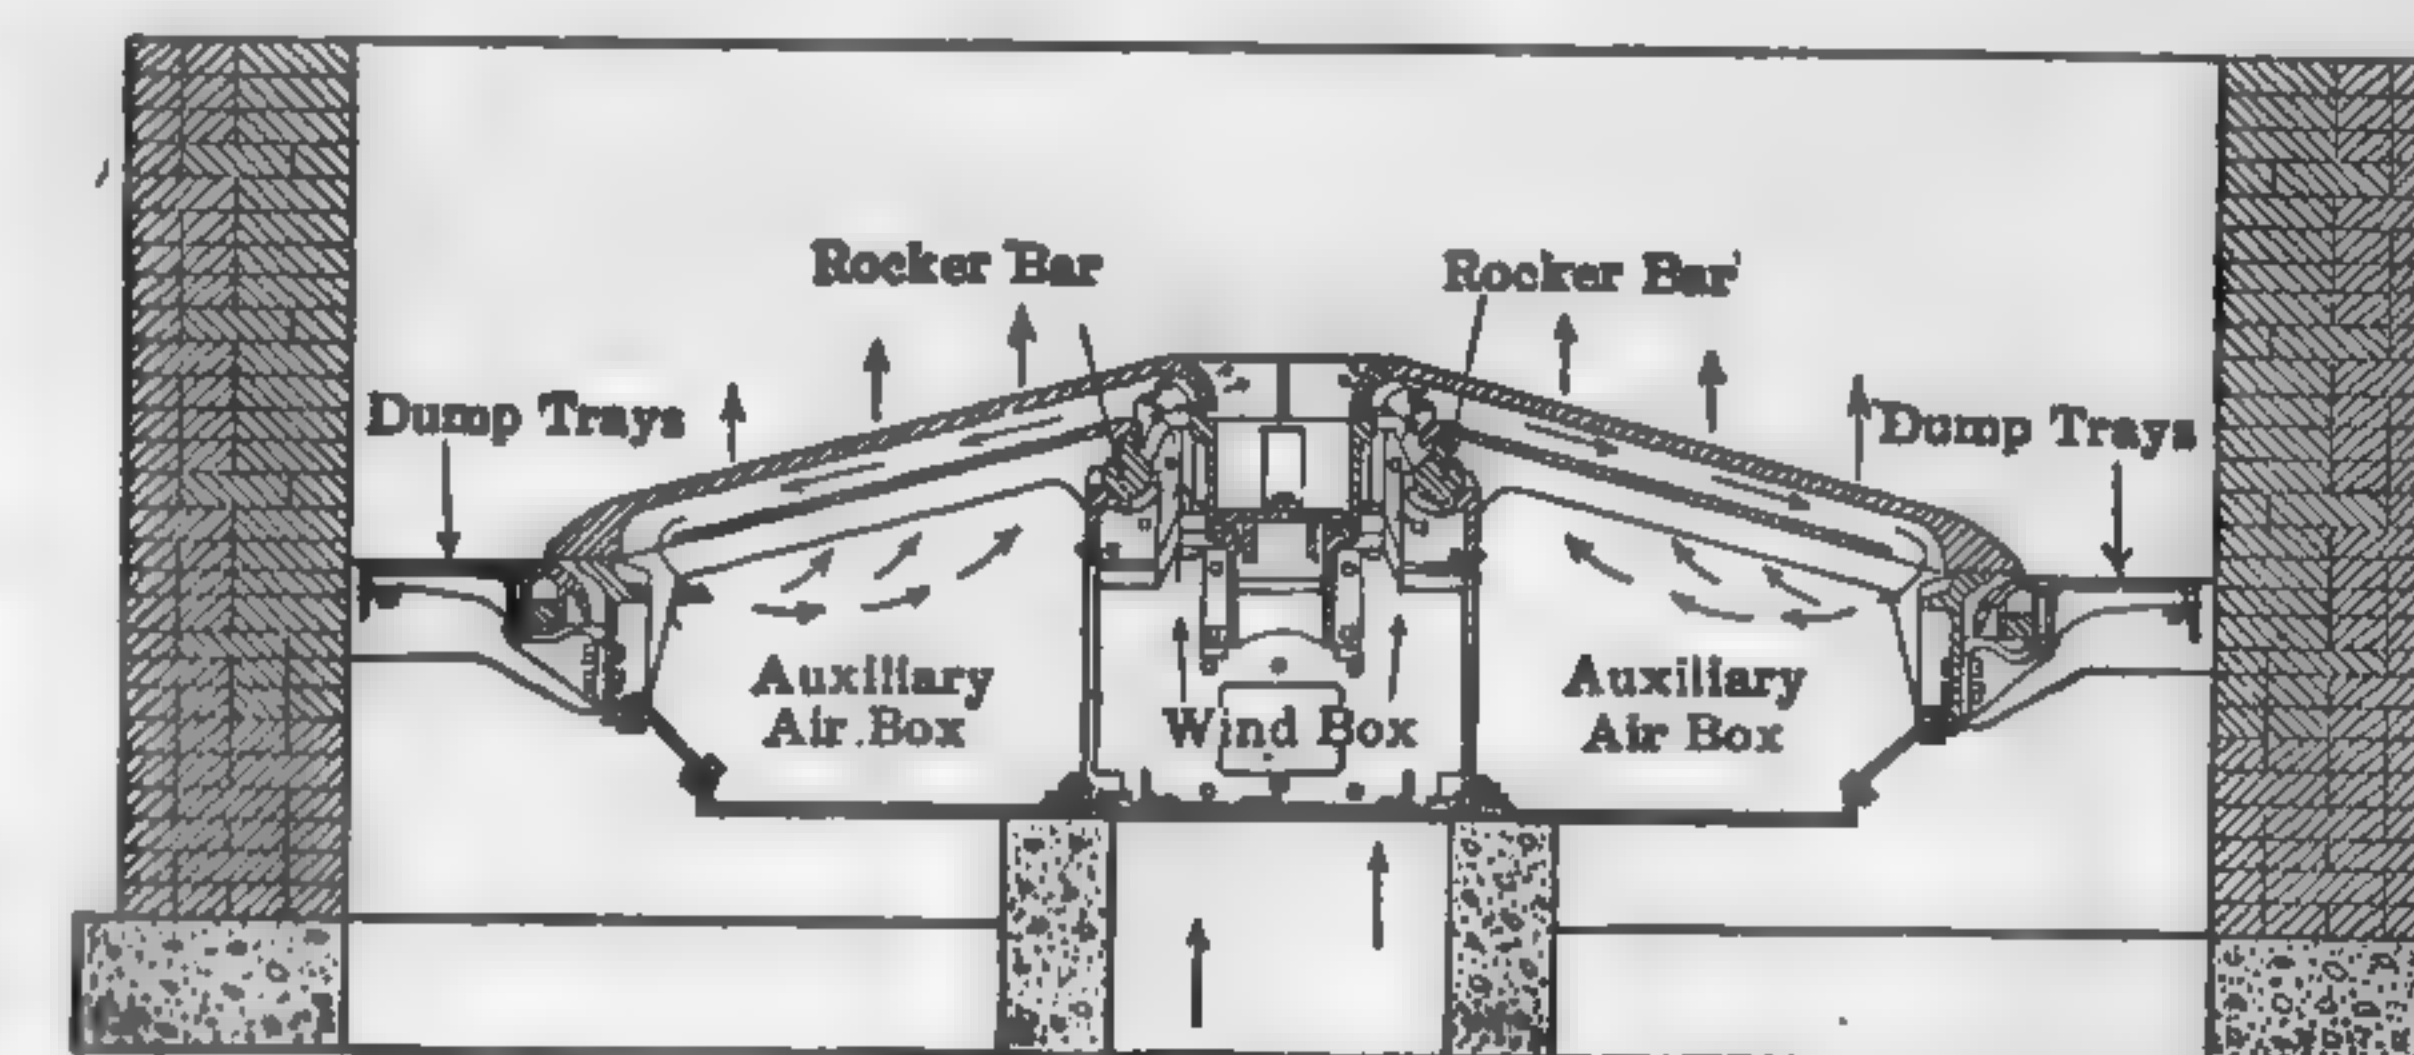 Rocker Bar
Rocker Bar
Dump Trays
Dump Trays
Auxiliary
Air Box
Wind Box
Auxiliary
Air Box